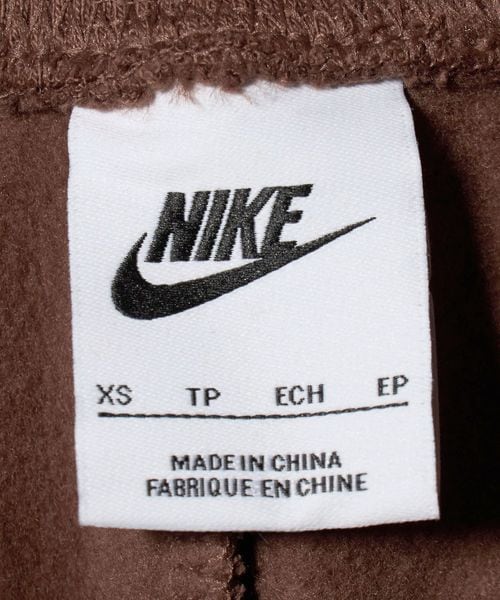 NIKE
XS TP ECH EP
MADE IN CHINA
FABRIQUE EN CHINE